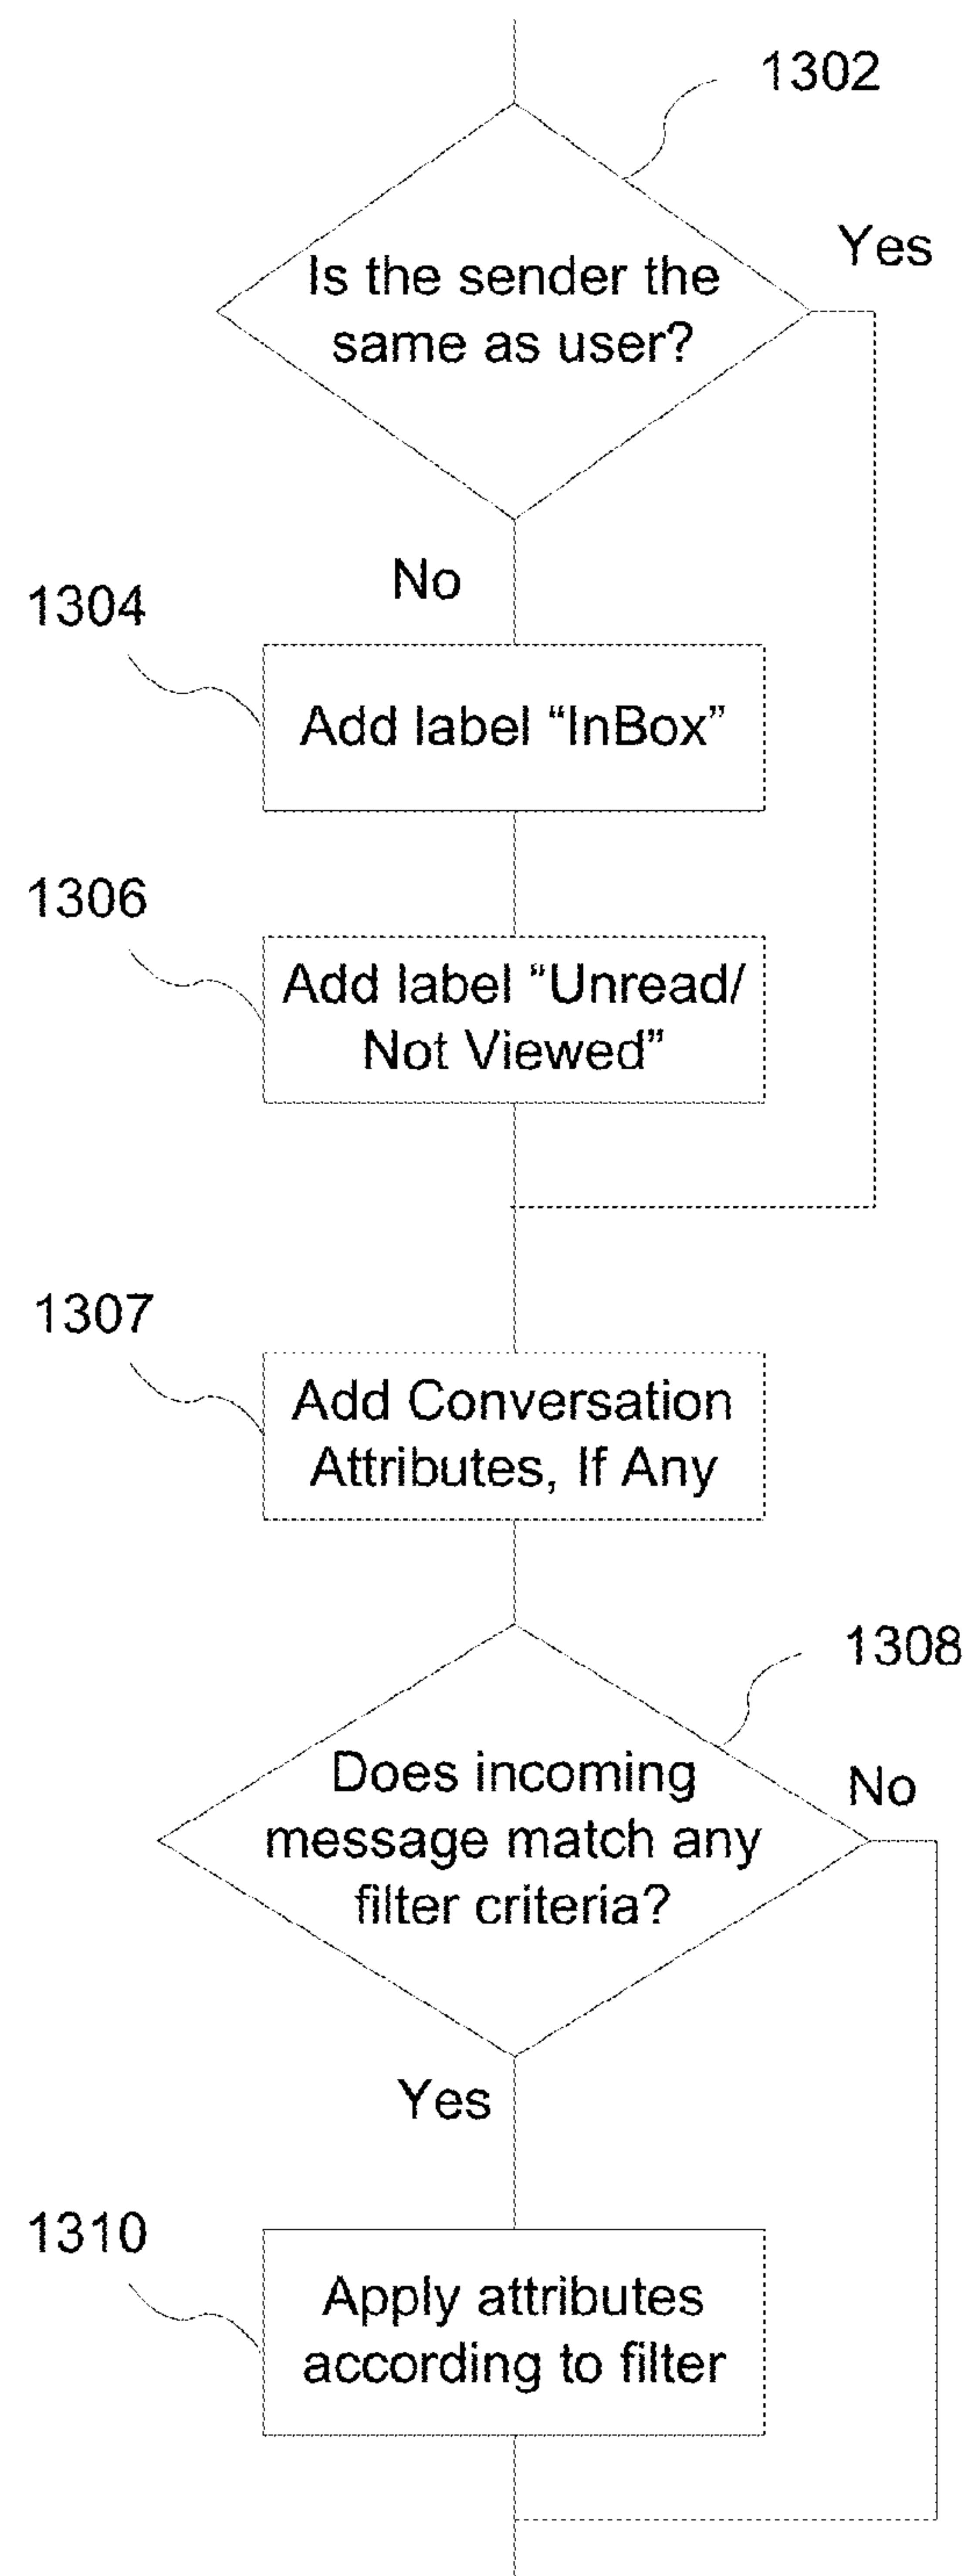 1302
Yes
Is the sender the
same as user?
No
1304
Add label “InBox”
1306
Add label “Unread/
Not Viewed”
1307
Add Conversation
Attributes, If Any
1308
No
Does incoming
message match any
filter criteria?
Yes
1310
Apply attributes
according to filter